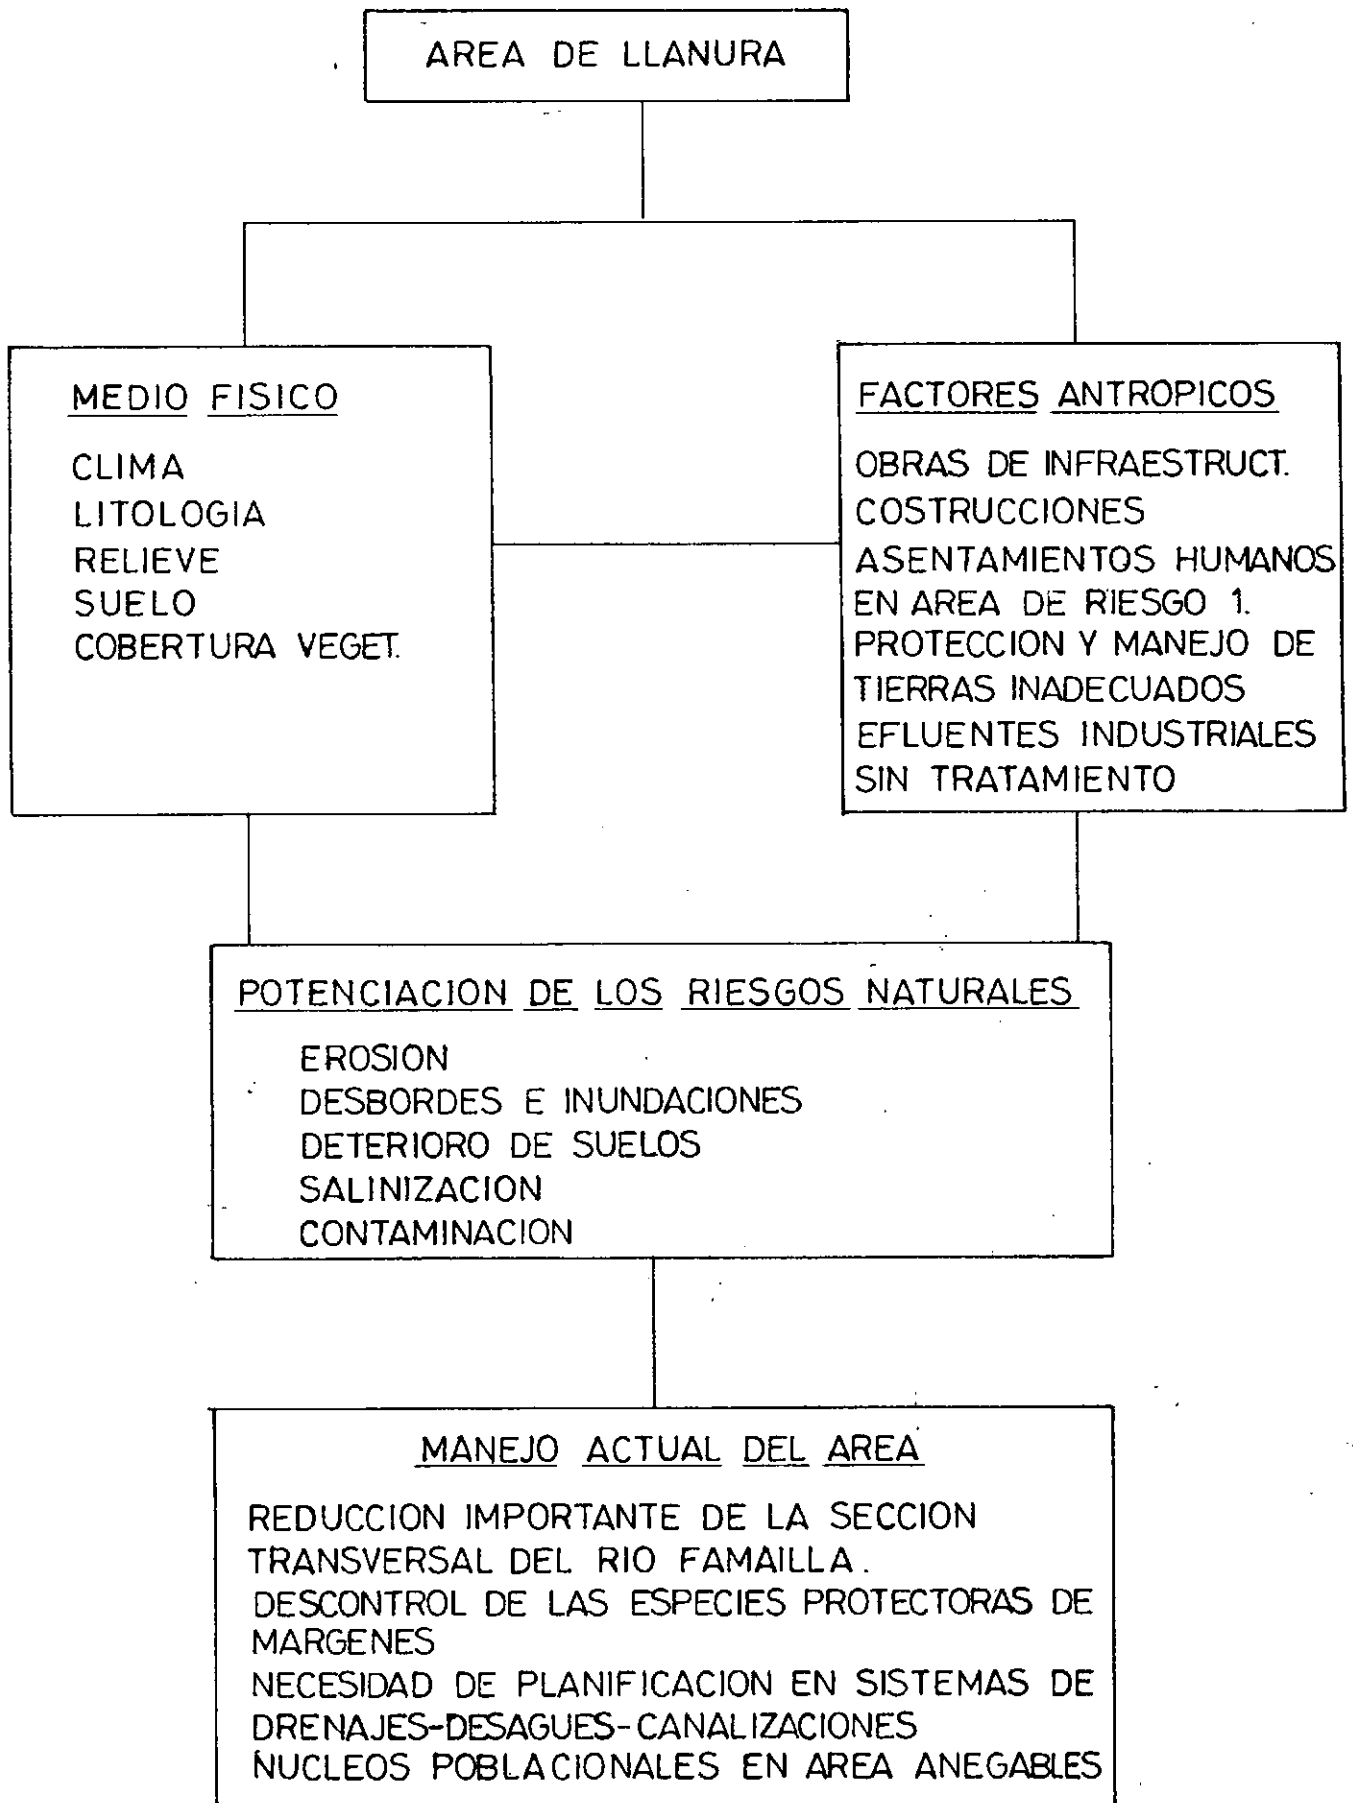 AREA DE LLANURA
MEDIO FISICO
CLIMA
LITOLOGIA
RELIEVE
SUELO
COBERTURA VEGET.
FACTORES ANTROPICOS
OBRAS DE INFRAESTRUCT.
COSTRUCCIONES
ASENTAMIENTOS HUMANOS
EN AREA DE RIESGO 1.
PROTECCION Y MANEJO DE
TIERRAS INADECUADOS
EFLUENTES INDUSTRIALES
SIN TRATAMIENTO
POTENCIACION DE LOS RIESGOS NATURALES
EROSION
DESBORDES E INUNDACIONES
DETERIORO DE SUELOS
SALINIZACION
CONTAMINACION
MANEJO ACTUAL DEL AREA
REDUCCION IMPORTANTE DE LA SECCION
TRANSVERSAL DEL RIO FAMAILLA.
DESCONTROL DE LAS ESPECIES PROTECTORAS DE
MARGENES
NECESIDAD DE PLANIFICACION EN SISTEMAS DE
DRENAJES-DESAGUES-CANALIZACIONES
NUCLEOS POBLACIONALES EN AREA ANEGABLES